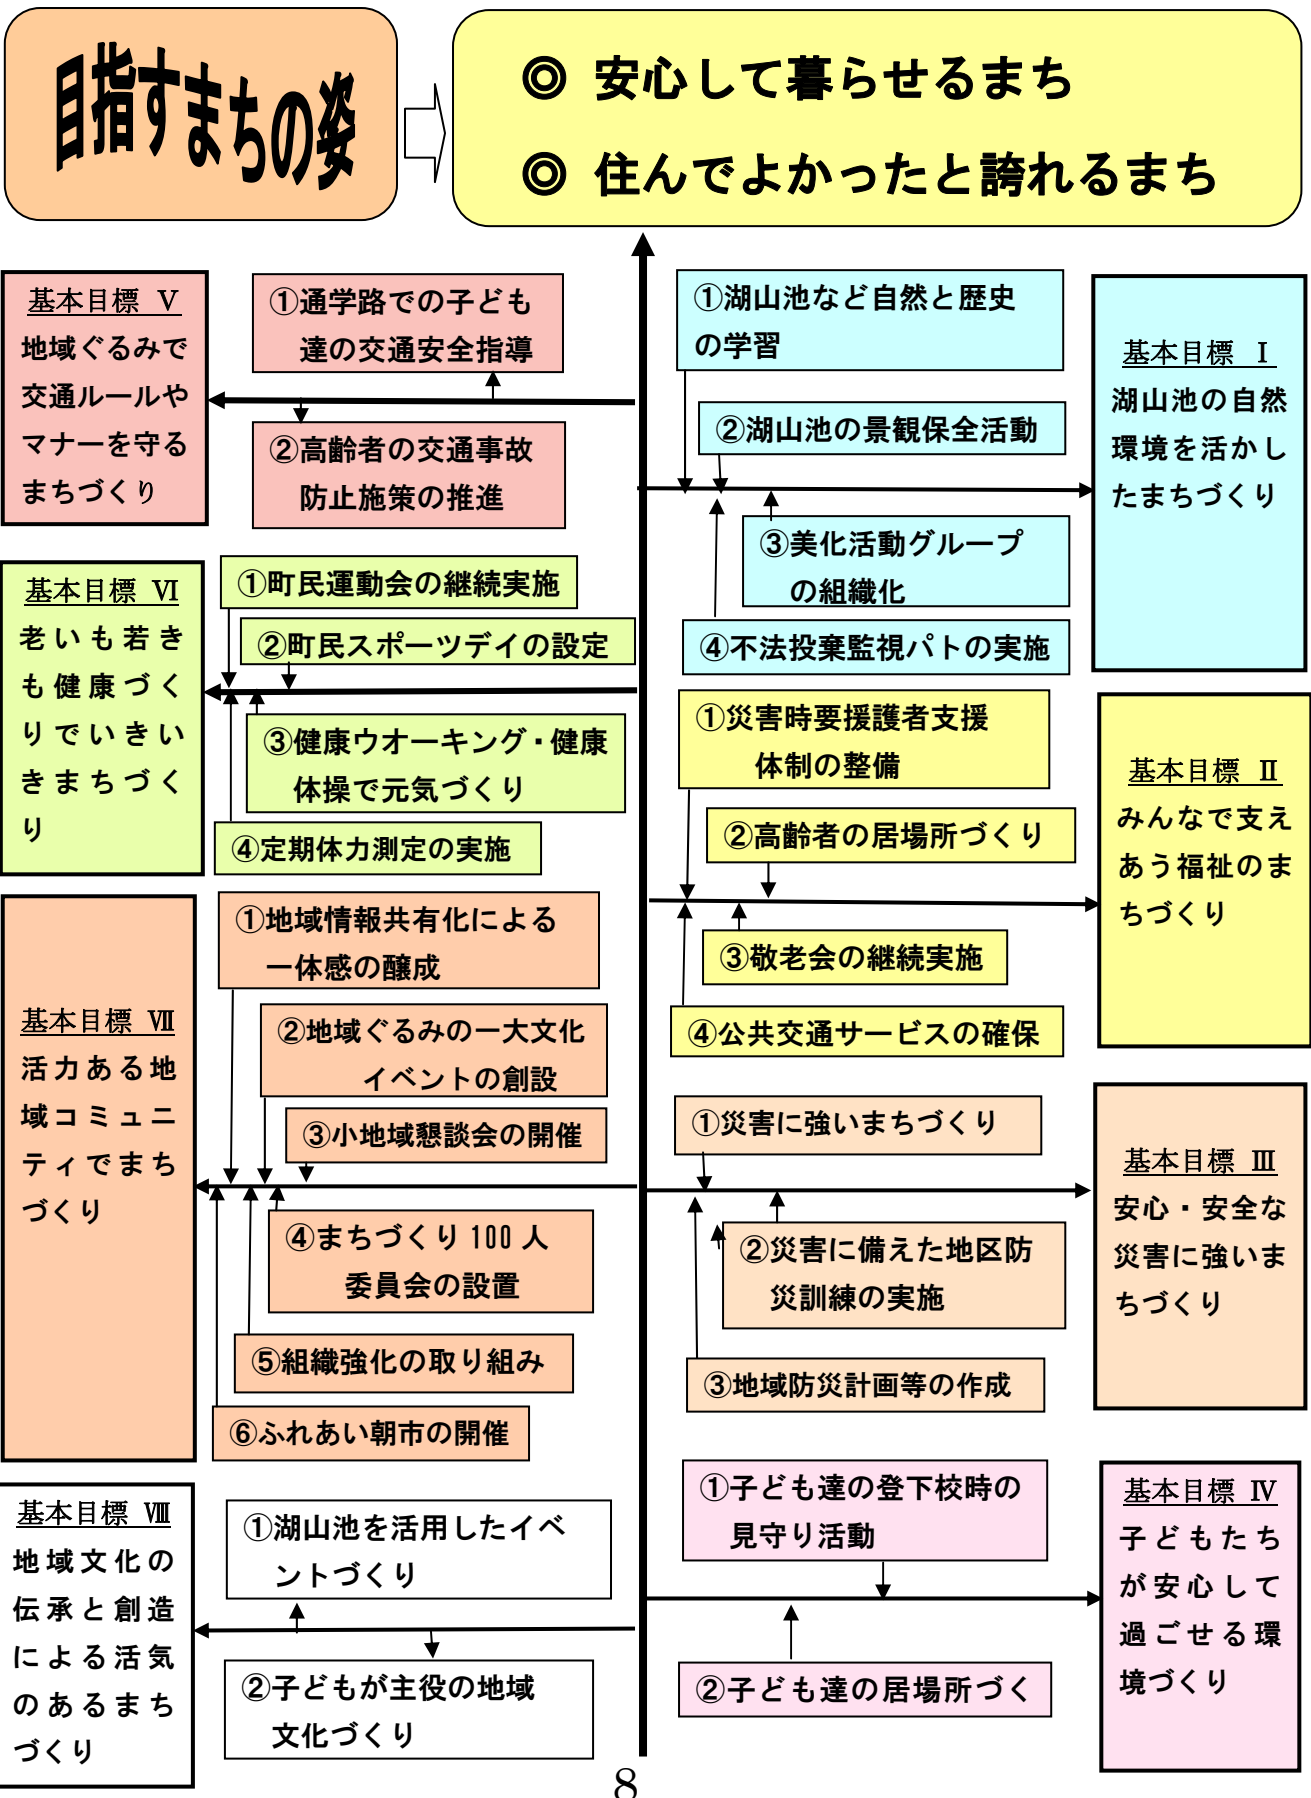 目指すまちの姿
◎ 安心して暮らせるまち
◎ 住んでよかったと誇れるまち
基本目標 Ⅴ
地域ぐるみで
交通ルールや
マナーを守る
まちづくり
①通学路での子ども
達の交通安全指導
②高齢者の交通事故
防止施策の推進
基本目標 Ⅵ
老いも若き
も健康づく
りでいきい
きまちづく
り
①町民運動会の継続実施
②町民スポーツデイの設定
③健康ウオーキング・健康
体操で元気づくり
④定期体力測定の実施
基本目標 Ⅶ
活力ある地
域コミュニ
ティでまち
づくり
①地域情報共有化による
一体感の醸成
②地域ぐるみの一大文化
イベントの創設
③小地域懇談会の開催
④まちづくり100人
委員会の設置
⑤組織強化の取り組み
⑥ふれあい朝市の開催
基本目標 Ⅷ
地域文化の
伝承と創造
による活気
のあるまち
づくり
①湖山池を活用したイベ
ントづくり
②子どもが主役の地域
文化づくり
①湖山池など自然と歴史
の学習
②湖山池の景観保全活動
③美化活動グループ
の組織化
④不法投棄監視パトの実施
基本目標 Ⅰ
湖山池の自然
環境を活かし
たまちづくり
①災害時要援護者支援
体制の整備
②高齢者の居場所づくり
③敬老会の継続実施
④公共交通サービスの確保
基本目標 Ⅱ
みんなで支え
あう福祉のま
ちづくり
①災害に強いまちづくり
②災害に備えた地区防
災訓練の実施
③地域防災計画等の作成
基本目標 Ⅲ
安心・安全な
災害に強いま
ちづくり
①子ども達の登下校時の
見守り活動
②子ども達の居場所づく
基本目標 Ⅳ
子どもたち
が安心して
過ごせる環
境づくり
8